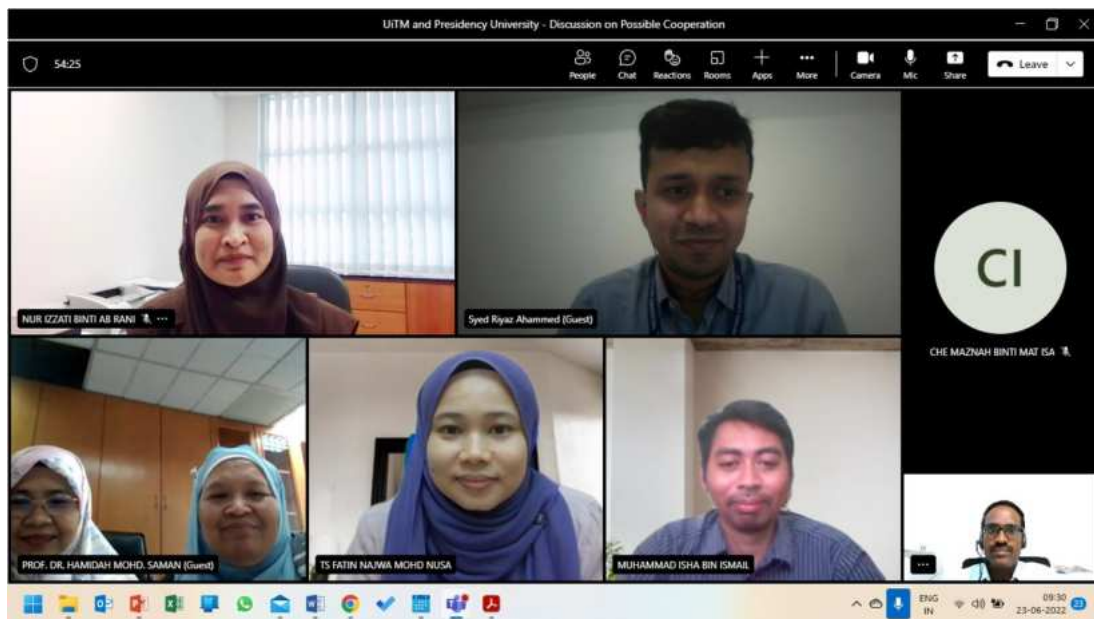 UiTM and Presidency University - Discussion on Possible Cooperation
54:25
People
Chat
Reactions
Rooms
Apps
More
Camera
Mic
Share
Leave
NUR IZZATI BINTI AB RANI
Syed Riyaz Ahammed (Guest)
CI
CHE MAZNAH BINTI MAT ISA
PROF. DR. HAMIDAH MOHD. SAMAN (Guest)
TS FATIN NAJWA MOHD NUSA
MUHAMMAD ISHA BIN ISMAIL
ENG
IN
09:30
23-06-2022
23